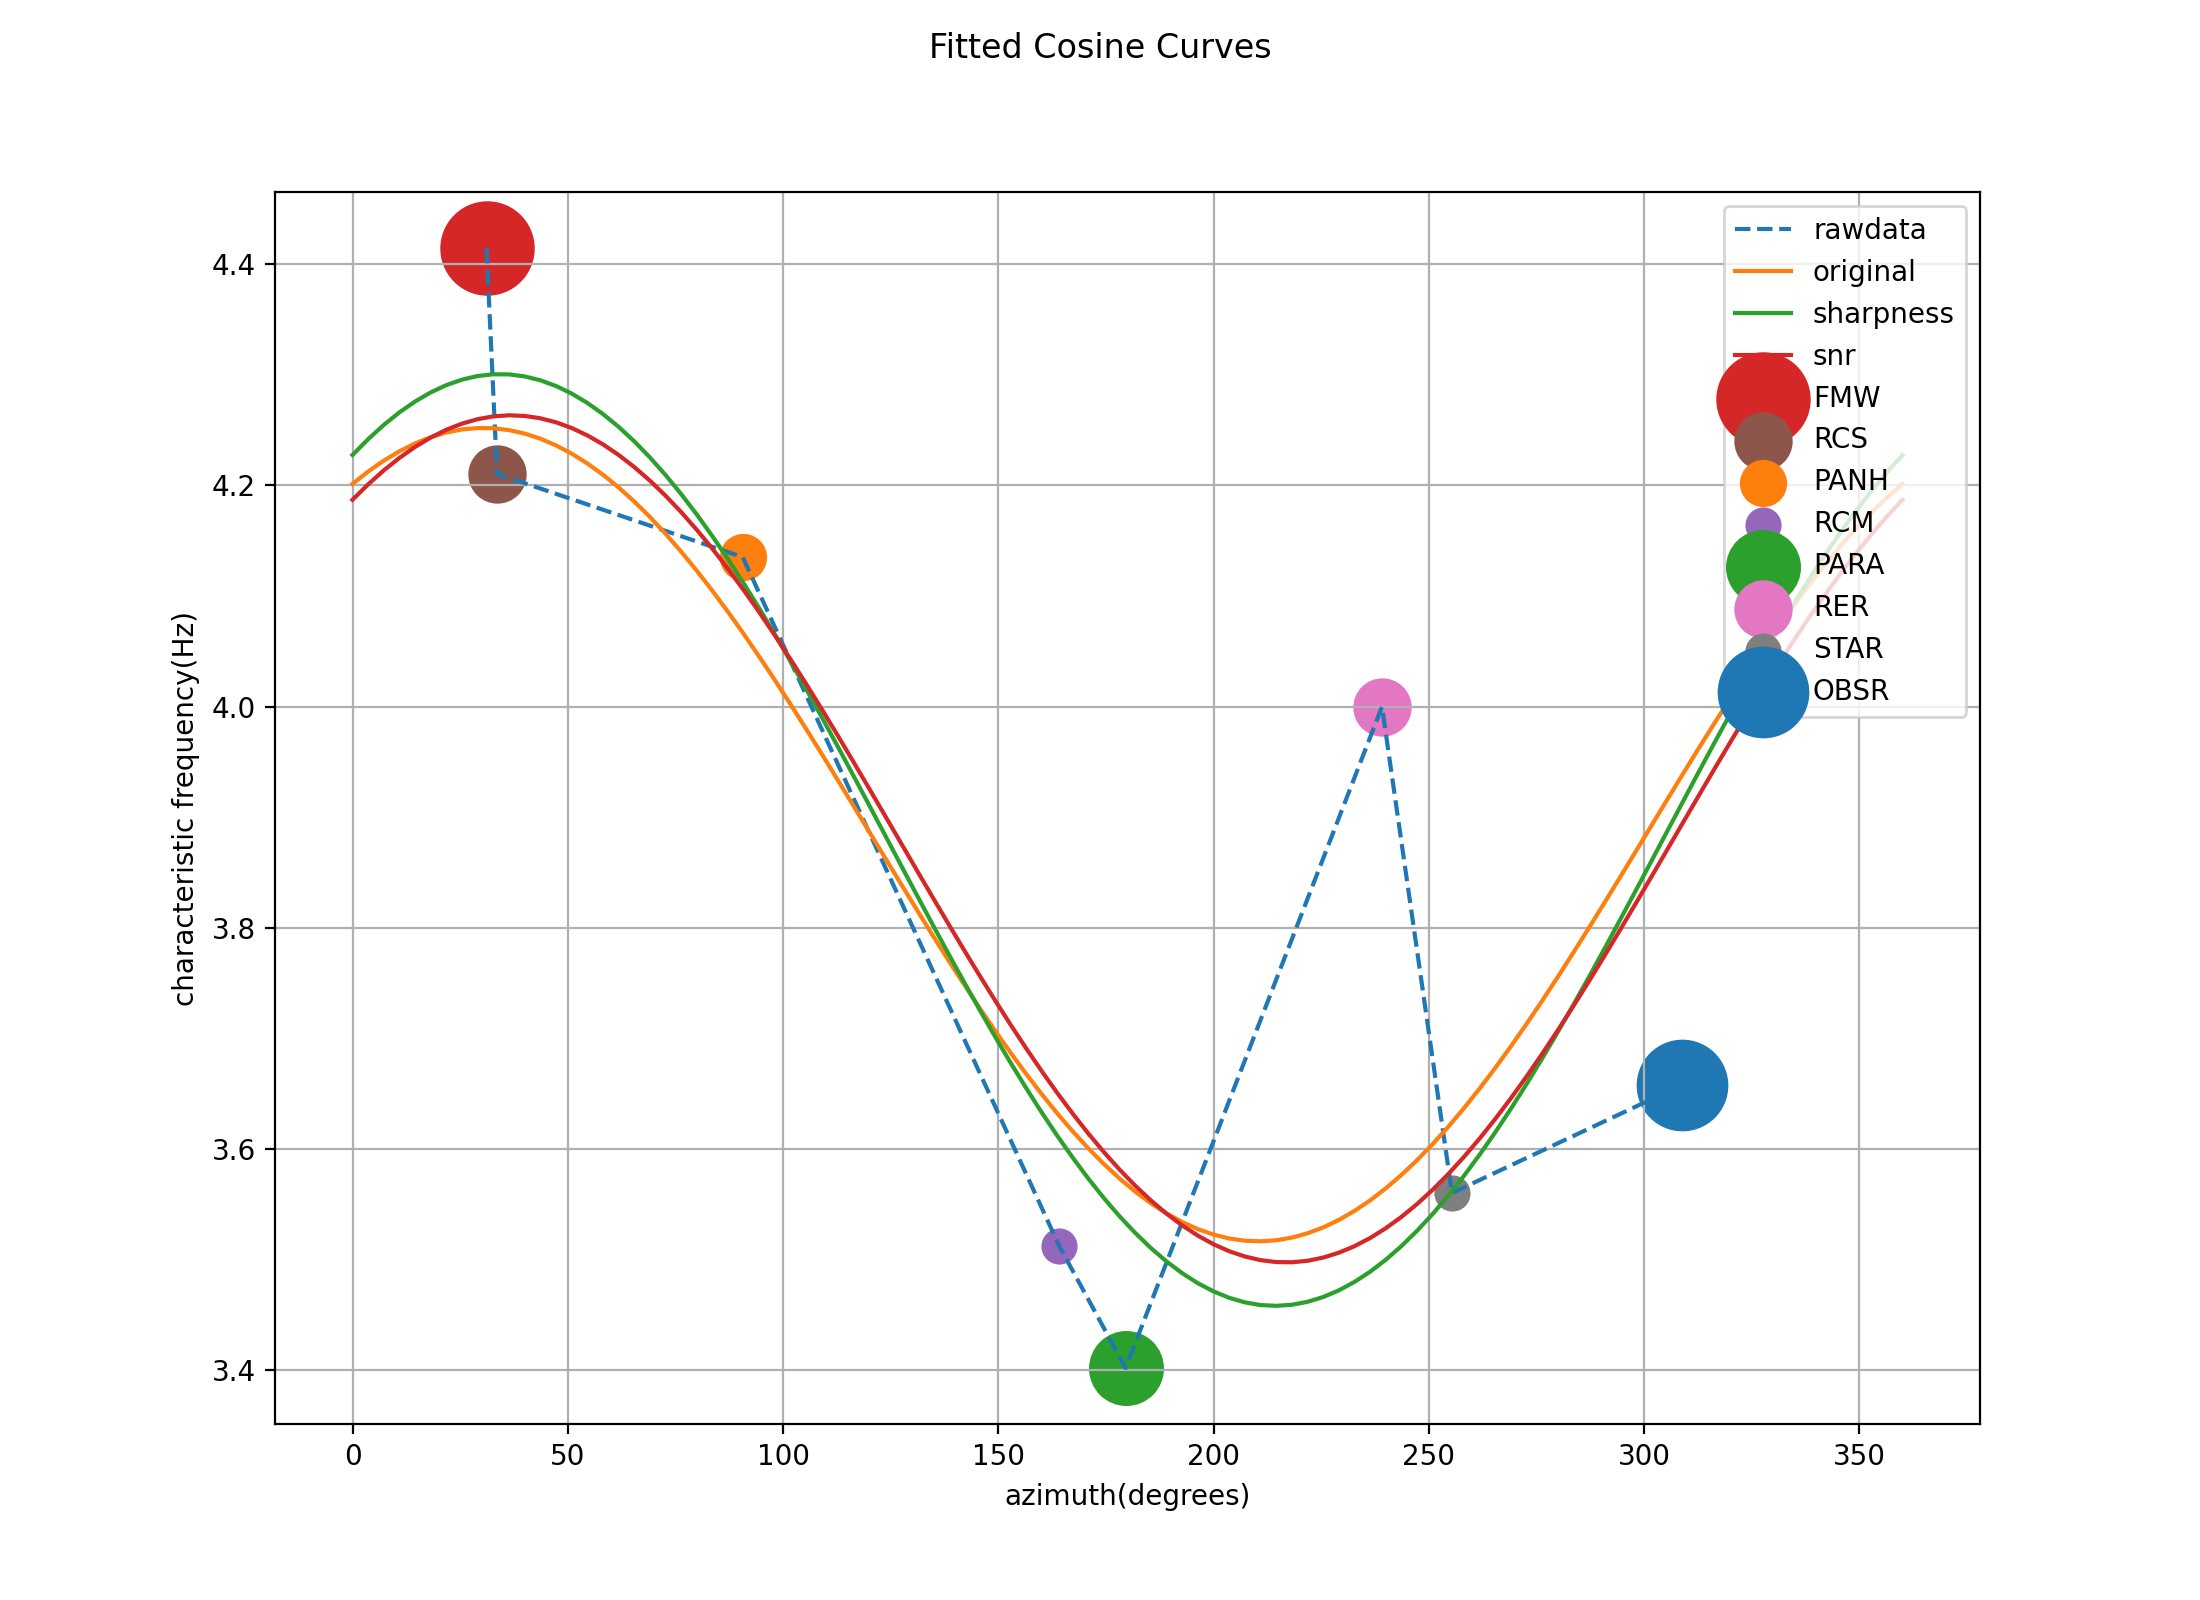 Fitted Cosine Curves
4.4
4.2
4.0
3.8
3.6
3.4
characteristic frequency(Hz)
0 50 100 150 200 250 300 350
azimuth(degrees)
rawdata
original
sharpness
snr
FMW
RCS
PANH
RCM
PARA
RER
STAR
OBSR